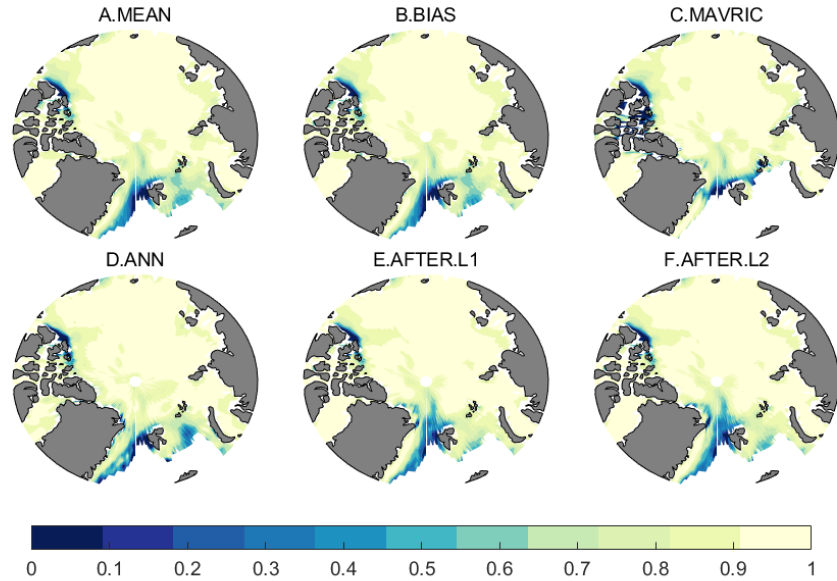 A.MEAN B.BIAS C.MAVRIC
D.ANN E.AFTER.L1 F.AFTER.L2
0 0.1 0.2 0.3 0.4 0.5 0.6 0.7 0.8 0.9 1